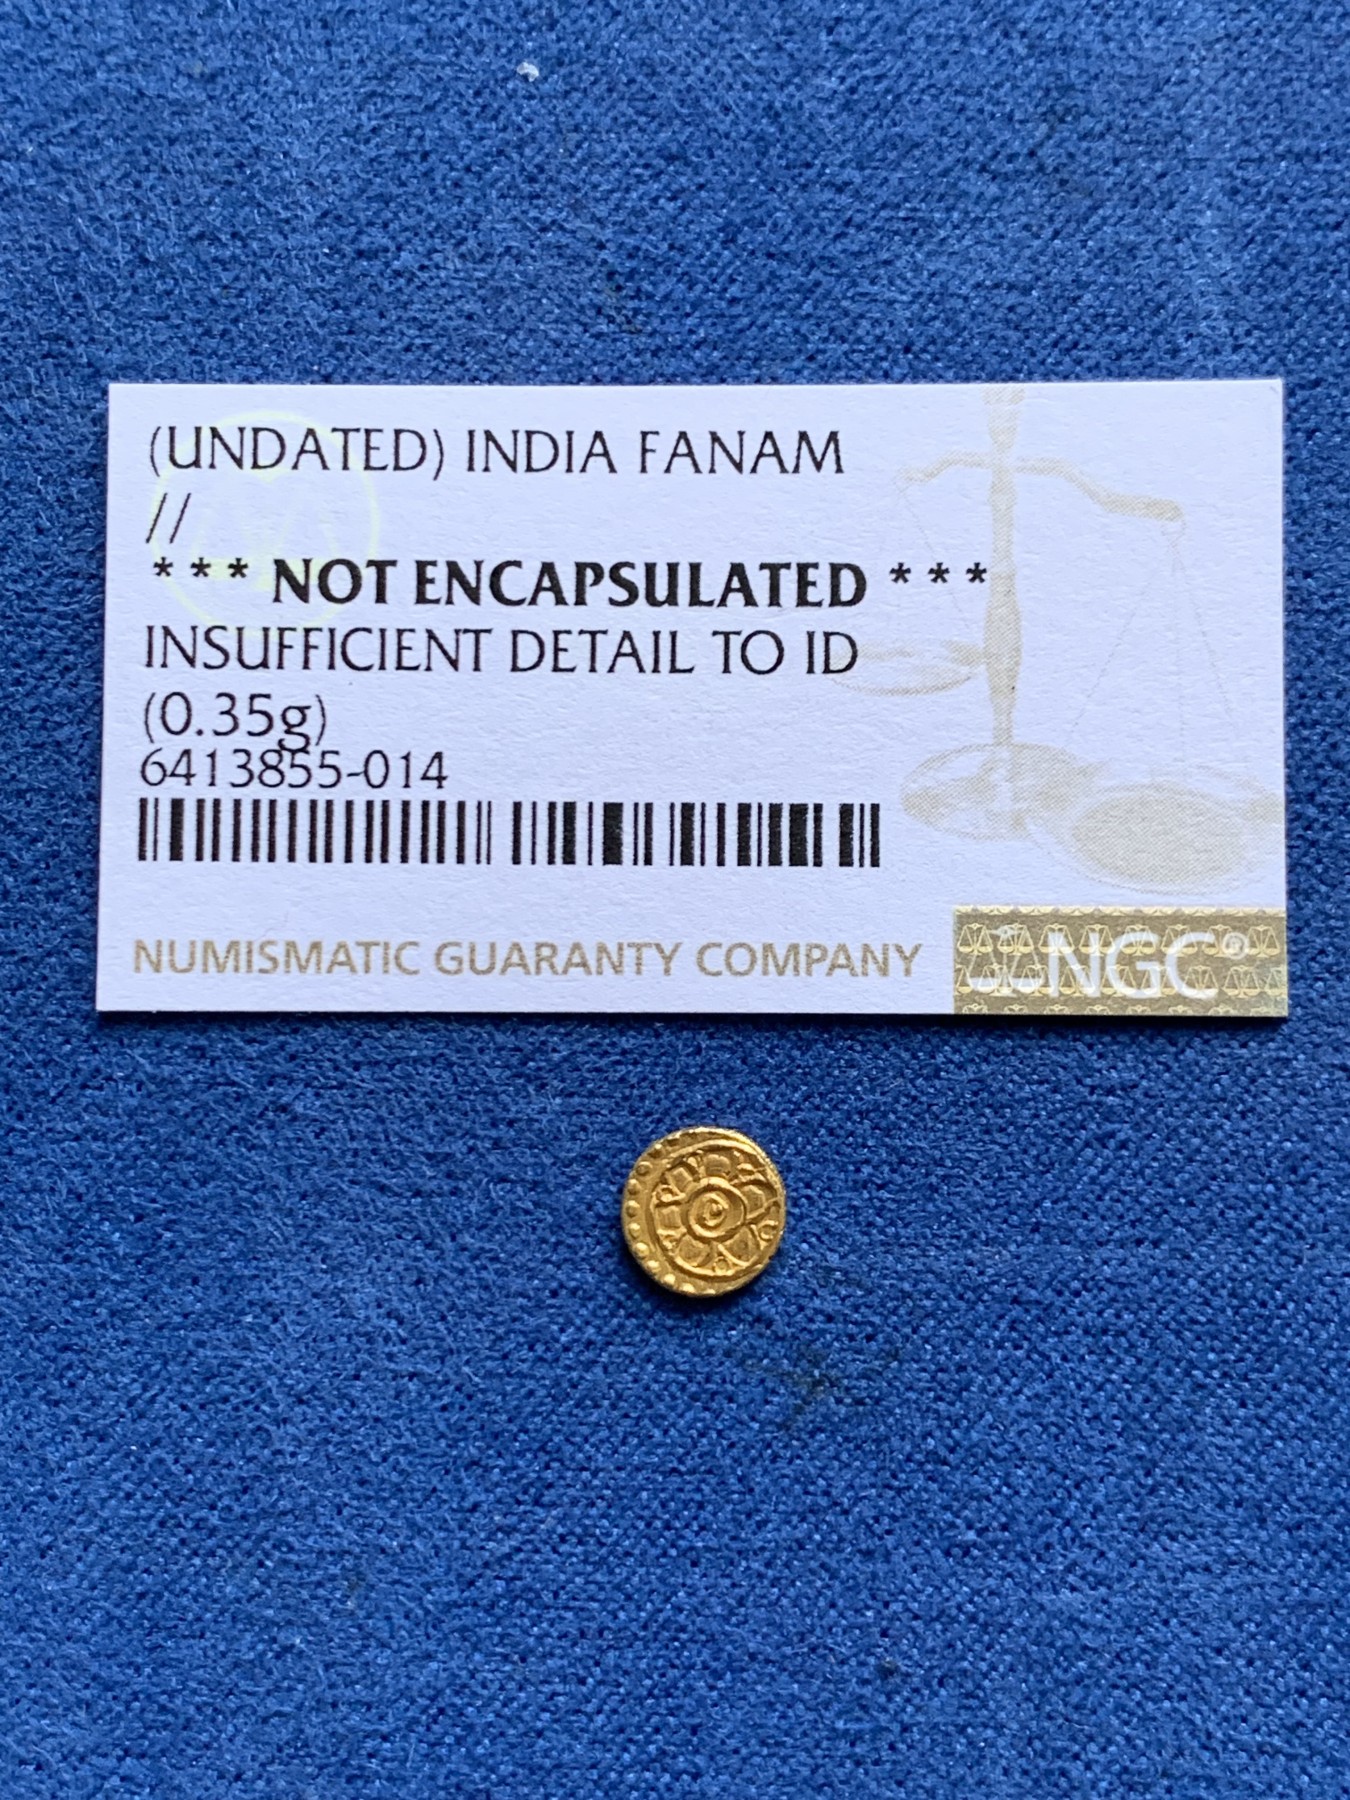 (UNDATED) INDIA FANAM
//
* * * NOT ENCAPSULATED * * *
INSUFFICIENT DETAIL TO ID
(0.35g)
6413855-014
NUMISMATIC GUARANTY COMPANY
NGC®